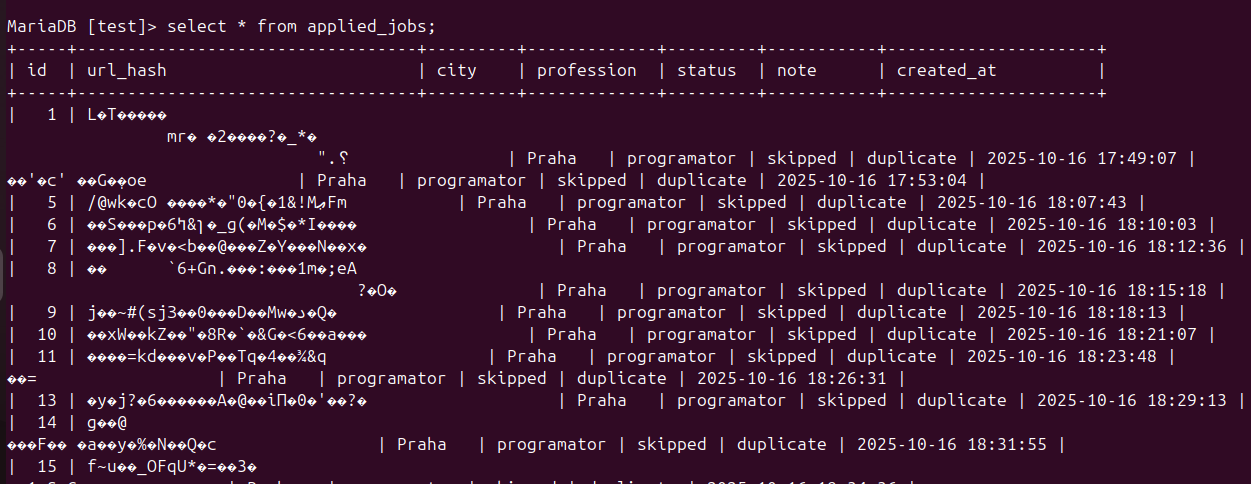 MariaDB [test]> select * from applied_jobs;
+-----+----------------------------------+---------+-------------+---------+-----------+---------------------+
| id  | url_hash                         | city    | profession  | status  | note      | created_at          |
+-----+----------------------------------+---------+-------------+---------+-----------+---------------------+
|   1 | L�T�����
mr� �2����?�_*�
".؟                | Praha   | programator | skipped | duplicate | 2025-10-16 17:49:07 |
��'�c' ��G��oe               | Praha   | programator | skipped | duplicate | 2025-10-16 17:53:04 |
|   5 | /@wk�cO ����*�"0�{�1&!MޕFm           | Praha   | programator | skipped | duplicate | 2025-10-16 18:07:43 |
|   6 | ��S���p�6ߤ&ʅ�_g(�M�$�*I����                 | Praha   | programator | skipped | duplicate | 2025-10-16 18:10:03 |
|   7 | ���].F�v�<b��@���Z�Y���N��x�                   | Praha   | programator | skipped | duplicate | 2025-10-16 18:12:36 |
|   8 | ��      `6+Gn.���:���1m�;eA
?�O�              | Praha   | programator | skipped | duplicate | 2025-10-16 18:15:18 |
|   9 | j��~#(sj3��0���D��Mw�د�Q�                | Praha   | programator | skipped | duplicate | 2025-10-16 18:18:13 |
|  10 | ��xW��kZ��"�8R�`�&G�<6��a���                | Praha   | programator | skipped | duplicate | 2025-10-16 18:21:07 |
|  11 | ����=kd���v�P��Tq�4��¾&q                | Praha   | programator | skipped | duplicate | 2025-10-16 18:23:48 |
��=                  | Praha   | programator | skipped | duplicate | 2025-10-16 18:26:31 |
|  13 | �y�j?�6������A�@��iΠ�0�'��?�                   | Praha   | programator | skipped | duplicate | 2025-10-16 18:29:13 |
|  14 | g��@
���F�� �a��y�%�N��Q�c                | Praha   | programator | skipped | duplicate | 2025-10-16 18:31:55 |
|  15 | f~u��_OFqU*�=��3�